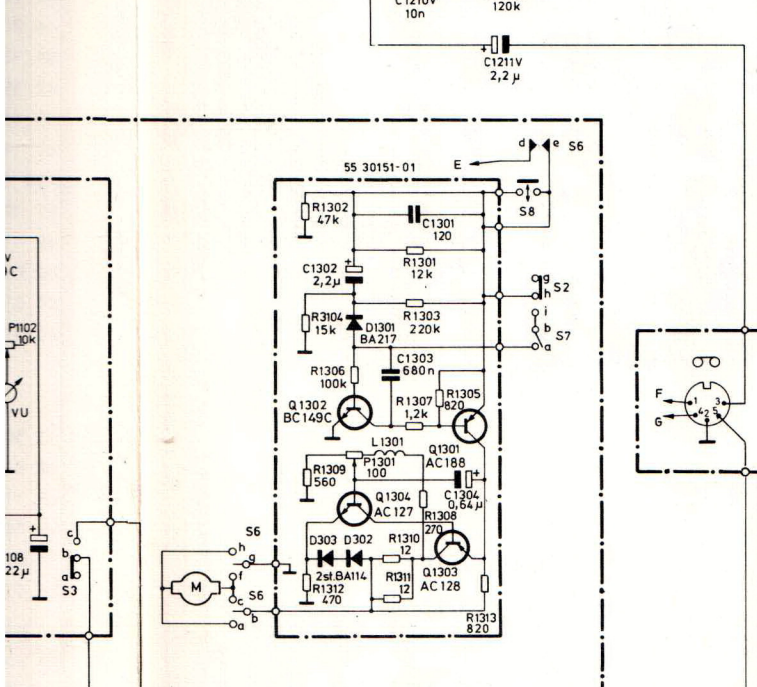 C1210V
10n
120k
+
C1211V
2,2 µ
d e S6
E
55 30151-01
S8
R1302
47k
C1301
120
R1301
12k
+
C1302
2,2µ
g
h
S2
R3104
15k
R1303
220k
D1301
BA217
i
b
a
S7
V
C
P1102
10k
VU
R1306
100k
C1303
680n
R1307
1,2k
R1305
820
Q1302
BC149C
F
G
1
3
4
2
5
L1301
P1301
100
R1309
560
Q1301
AC188
+
C1304
0,64µ
Q1304
AC127
R1308
270
+
108
22µ
c
b
a
S3
h
S6
g
f
M
c
S6
b
a
D303
D302
2st.BA114
R1310
12
R1311
12
R1312
470
Q1303
AC128
R1313
820